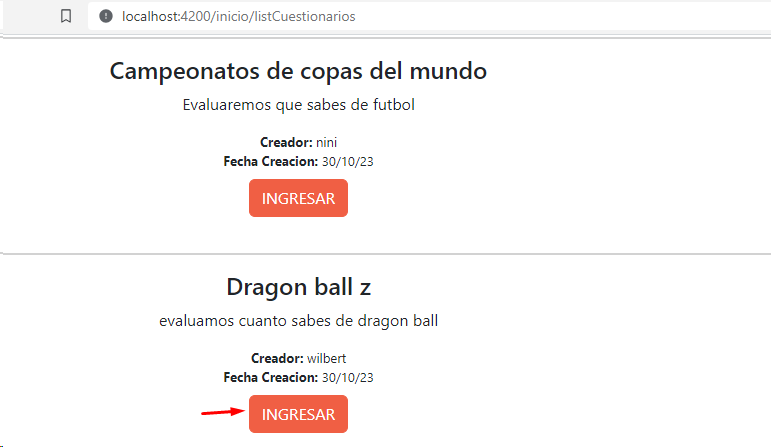 localhost:4200/inicio/listCuestionarios
Campeonatos de copas del mundo
Evaluaremos que sabes de futbol
Creador: nini
Fecha Creacion: 30/10/23
INGRESAR
Dragon ball z
evaluamos cuanto sabes de dragon ball
Creador: wilbert
Fecha Creacion: 30/10/23
INGRESAR